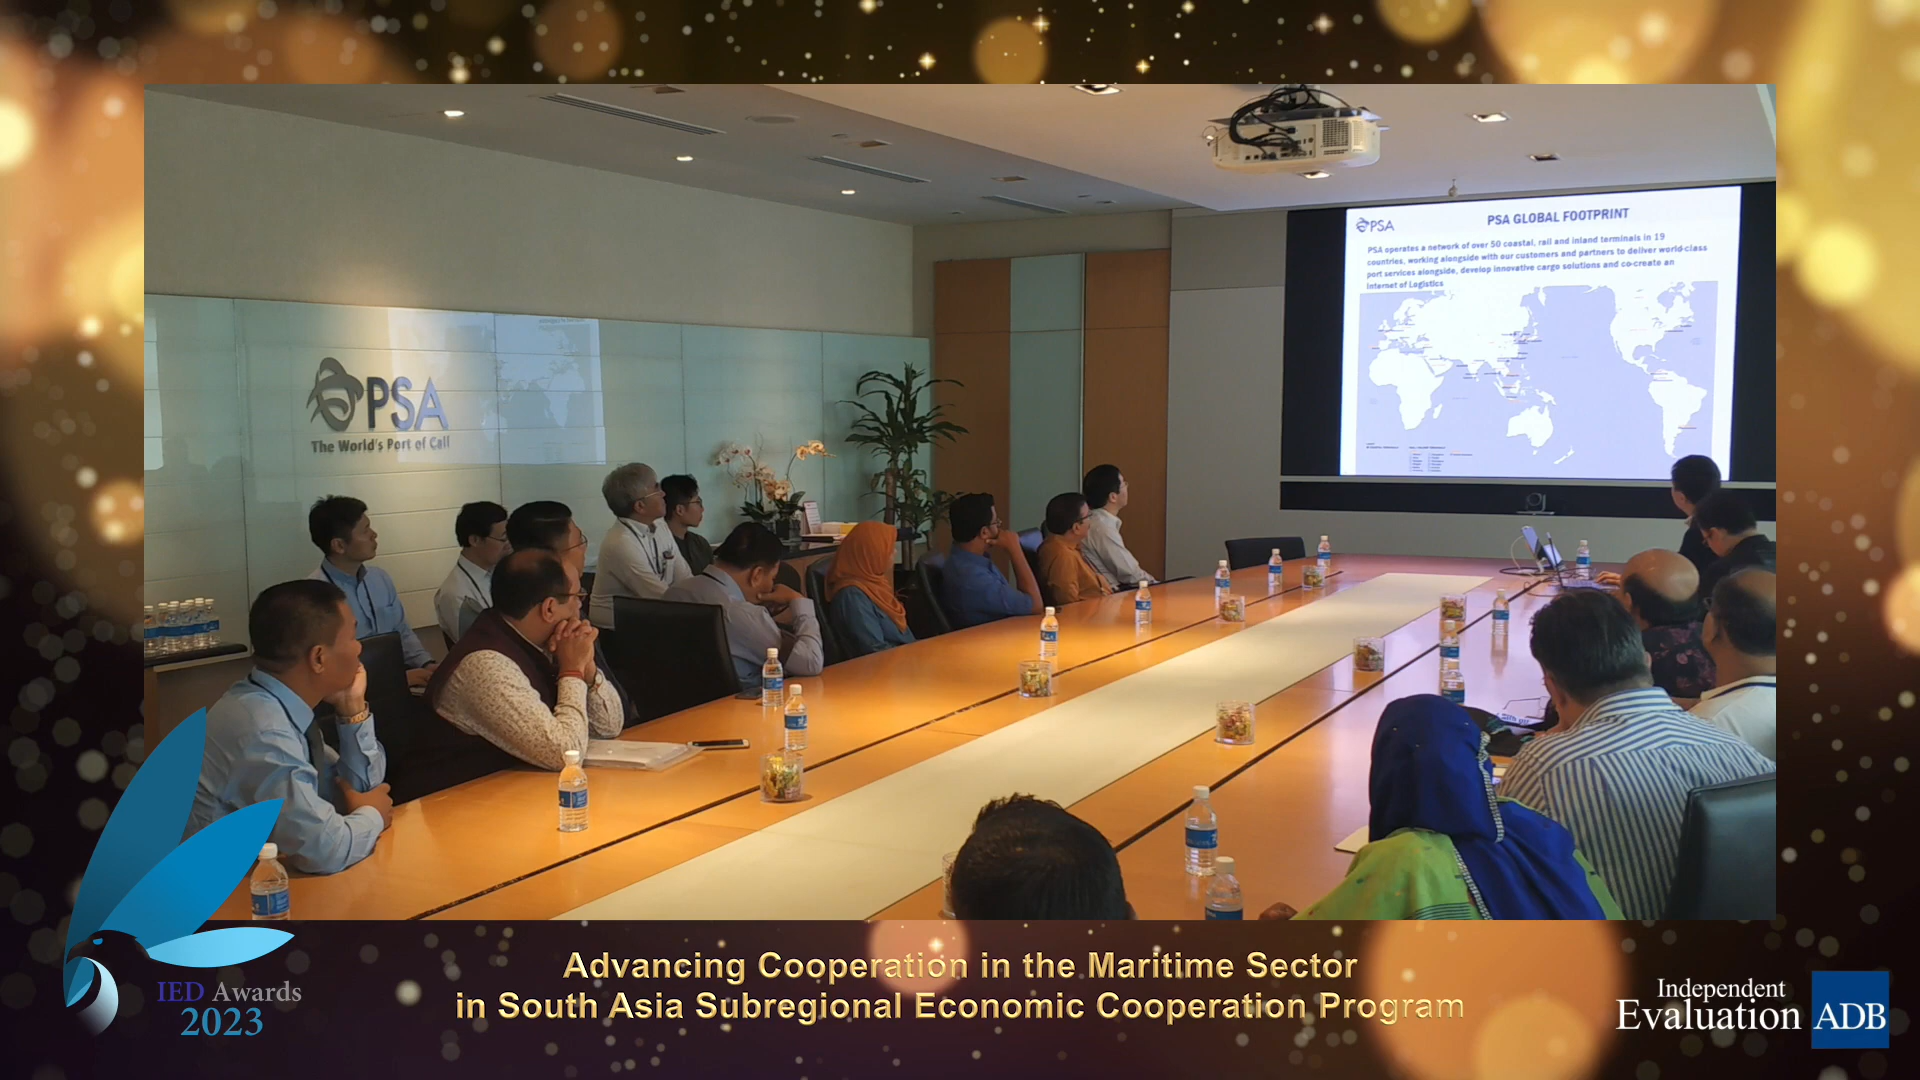 PSA
PSA GLOBAL FOOTPRINT
PSA operates a network of over 50 coastal, rail and inland terminals in 19
countries, working alongside with our customers and partners to deliver world-class
port services alongside, develop innovative cargo solutions and co-create an
Internet of Logistics
PSA
The World's Port of Call
IED Awards
2023
Advancing Cooperation in the Maritime Sector
in South Asia Subregional Economic Cooperation Program
Independent
Evaluation
ADB